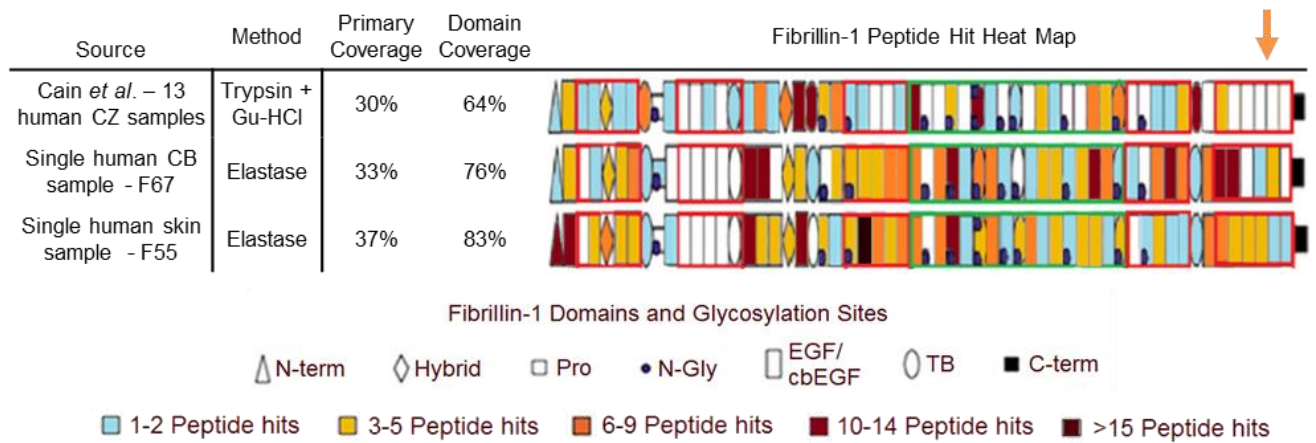 Source Method Primary Coverage Domain Coverage Fibrillin-1 Peptide Hit Heat Map
Cain et al. – 13 human CZ samples Trypsin + Gu-HCl 30% 64%
Single human CB sample - F67 Elastase 33% 76%
Single human skin sample - F55 Elastase 37% 83%
Fibrillin-1 Domains and Glycosylation Sites
N-term Hybrid Pro N-Gly EGF/ cbEGF TB C-term
1-2 Peptide hits 3-5 Peptide hits 6-9 Peptide hits 10-14 Peptide hits >15 Peptide hits